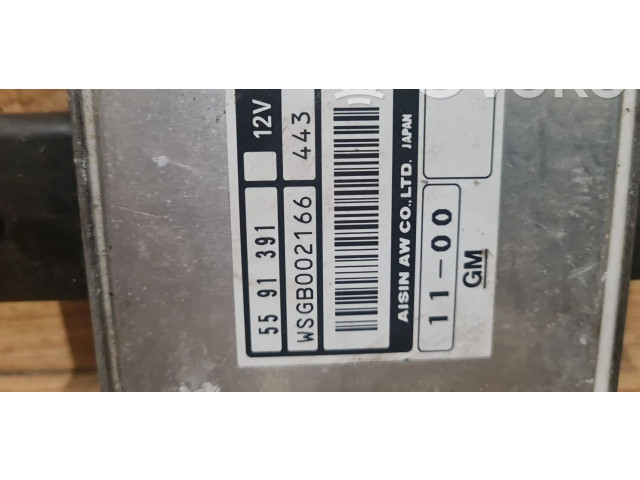 55 91 391 12V
WSGB002166 443
AISIN AW CO.,LTD. JAPAN
11-00
GM